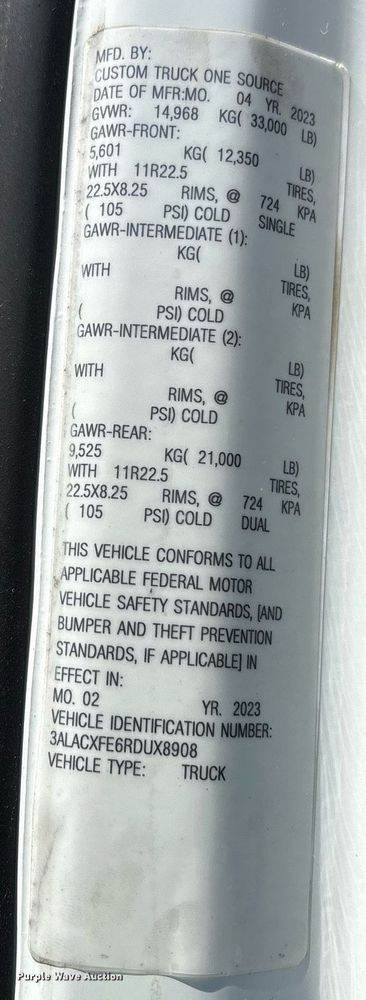 MFD. BY:
CUSTOM TRUCK ONE SOURCE
DATE OF MFR:MO. 04 YR. 2023
GVWR: 14,968 KG( 33,000 LB)
GAWR-FRONT:
5,601 KG( 12,350 LB)
WITH 11R22.5 TIRES,
22.5X8.25 RIMS, @ 724 KPA
( 105 PSI) COLD SINGLE
GAWR-INTERMEDIATE (1):
KG( LB)
WITH TIRES,
RIMS, @ KPA
( PSI) COLD
GAWR-INTERMEDIATE (2):
KG( LB)
WITH TIRES,
RIMS, @ KPA
( PSI) COLD
GAWR-REAR:
9,525 KG( 21,000 LB)
WITH 11R22.5 TIRES,
22.5X8.25 RIMS, @ 724 KPA
( 105 PSI) COLD DUAL
THIS VEHICLE CONFORMS TO ALL
APPLICABLE FEDERAL MOTOR
VEHICLE SAFETY STANDARDS, [AND
BUMPER AND THEFT PREVENTION
STANDARDS, IF APPLICABLE] IN
EFFECT IN:
MO. 02 YR. 2023
VEHICLE IDENTIFICATION NUMBER:
3ALACXFE6RDUX8908
VEHICLE TYPE: TRUCK
Purple Wave Auction